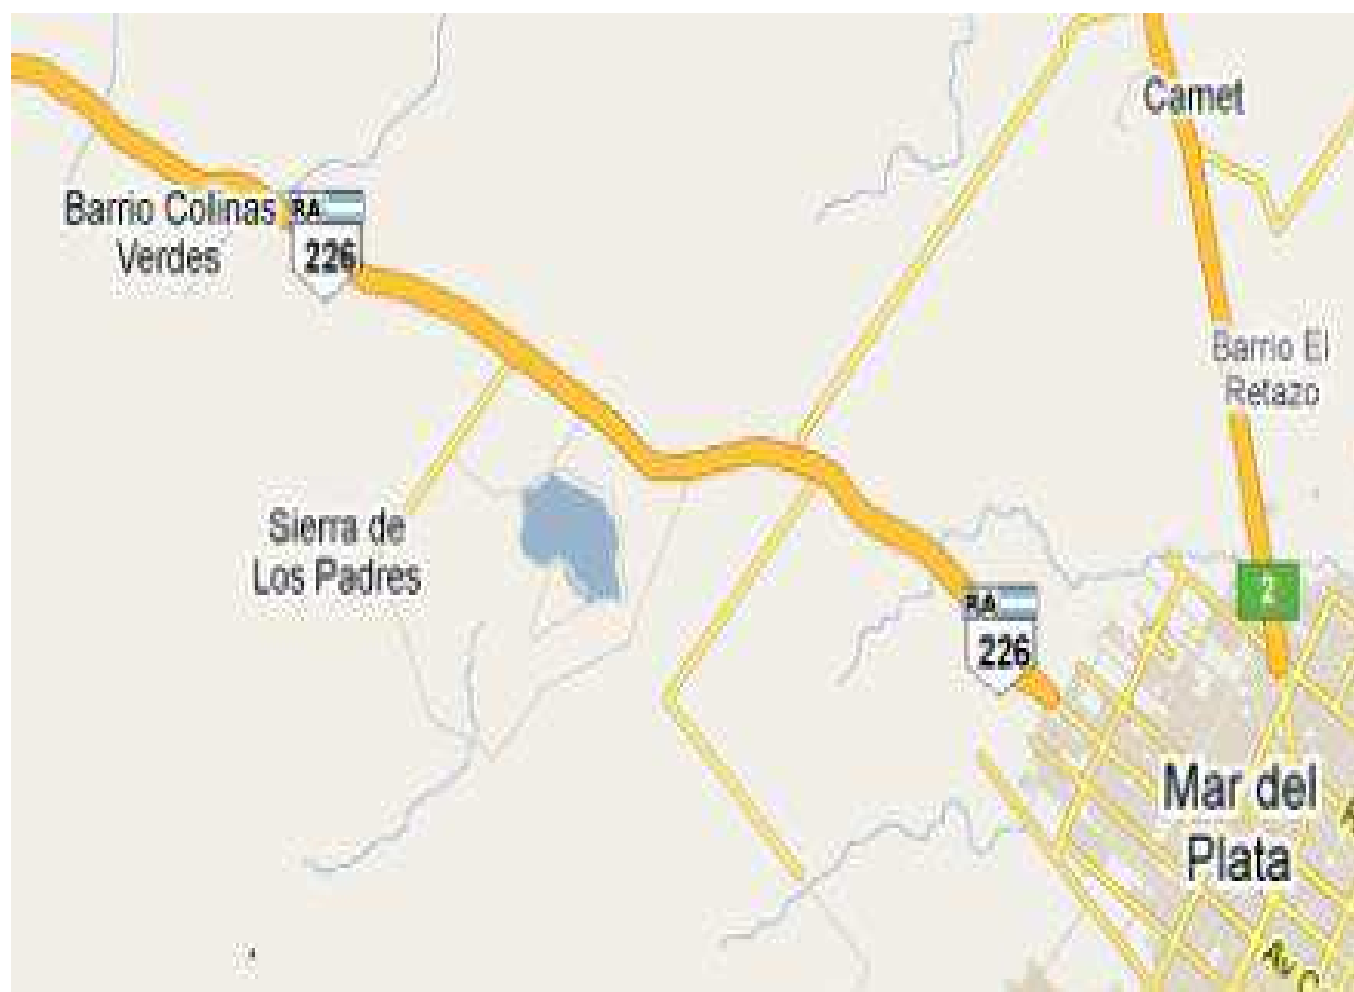 Camet
Barrio Colinas
Verdes
RA
226
Barrio El
Retazo
Sierra de
Los Padres
2
RA
226
Mar del
Plata
Av